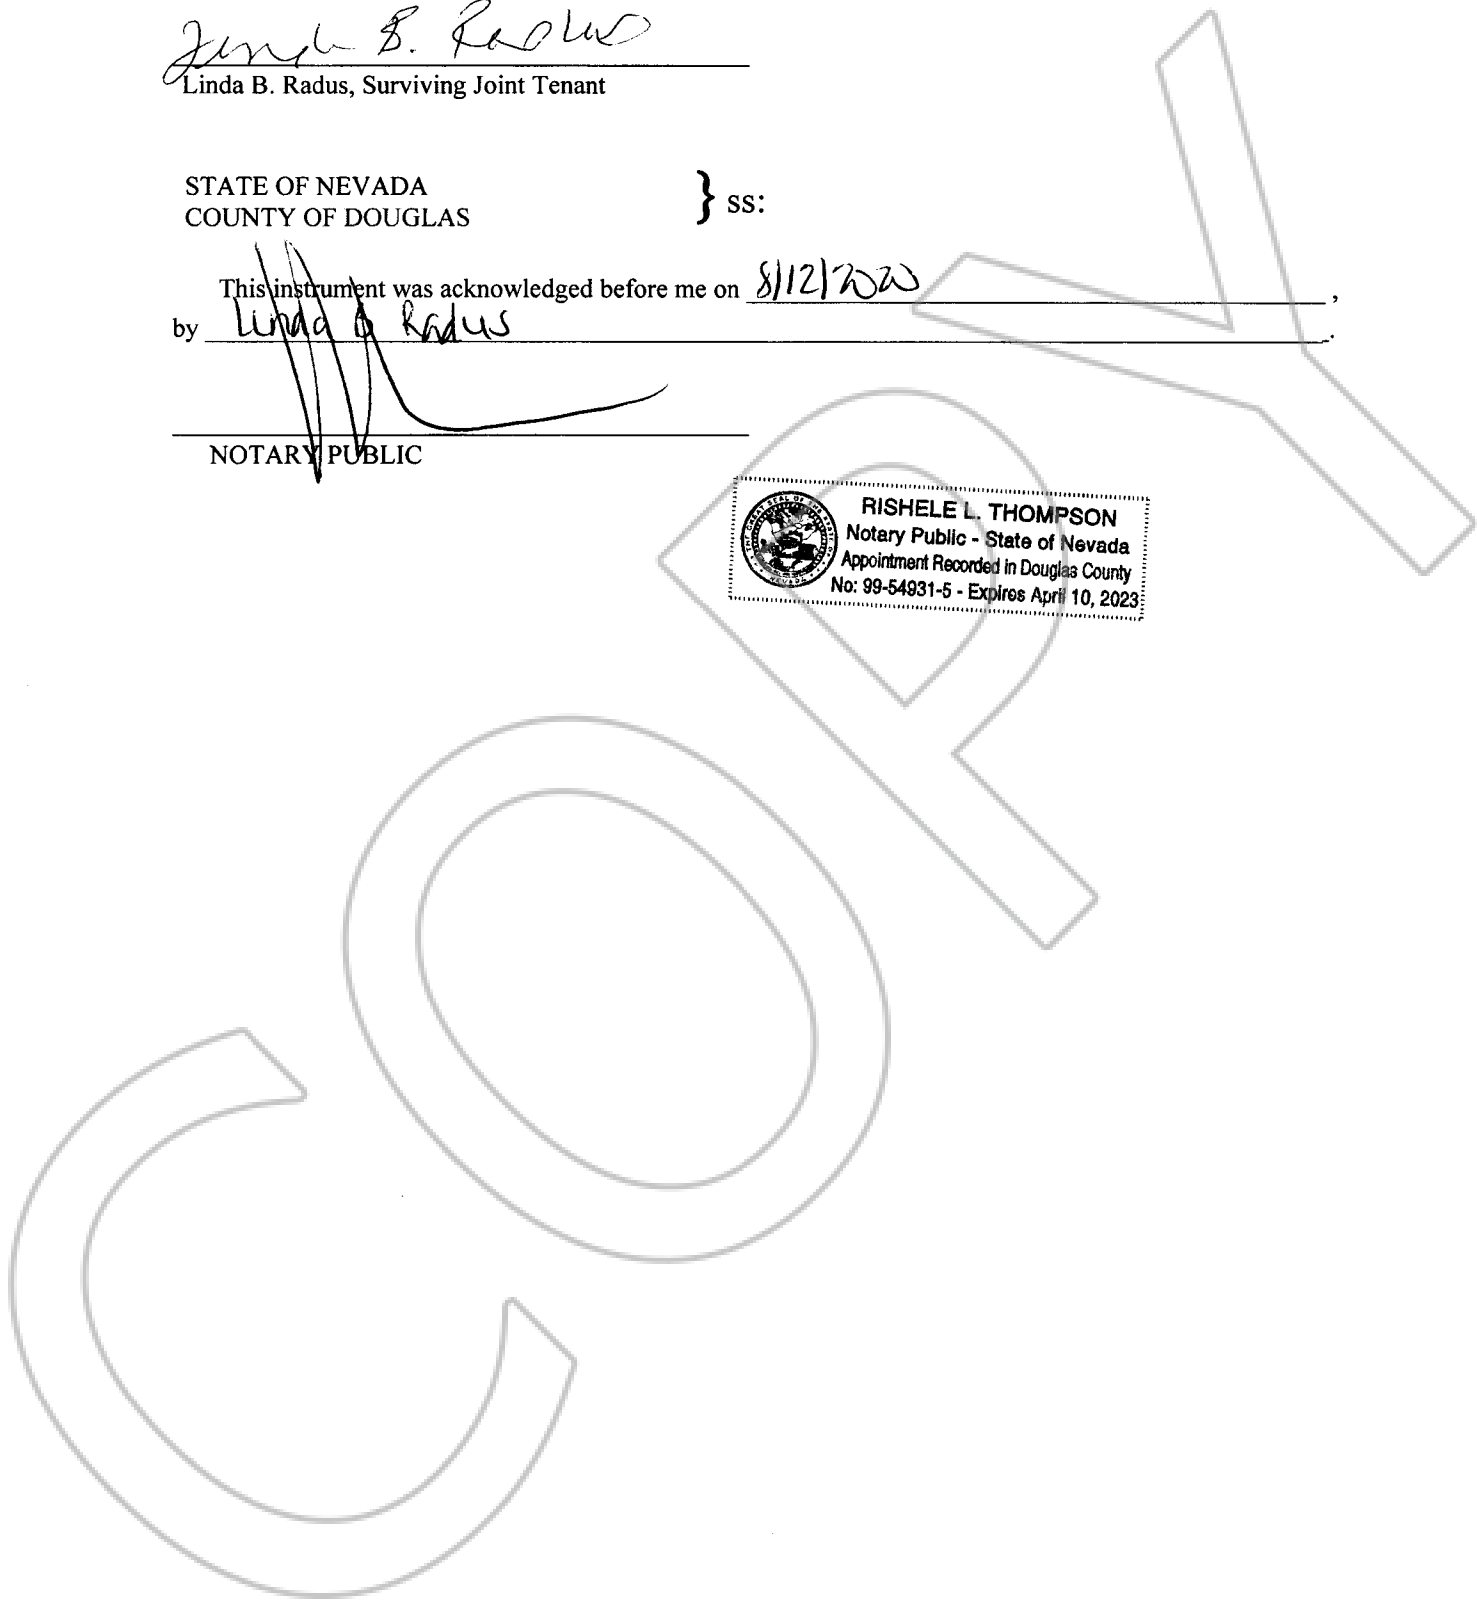 Linda B. Radus
Linda B. Radus, Surviving Joint Tenant
STATE OF NEVADA
COUNTY OF DOUGLAS
} ss:
This instrument was acknowledged before me on 8/12/2020,
by Linda B Radus.
NOTARY PUBLIC
RISHELE L. THOMPSON
Notary Public - State of Nevada
Appointment Recorded in Douglas County
No: 99-54931-5 - Expires April 10, 2023
COPY